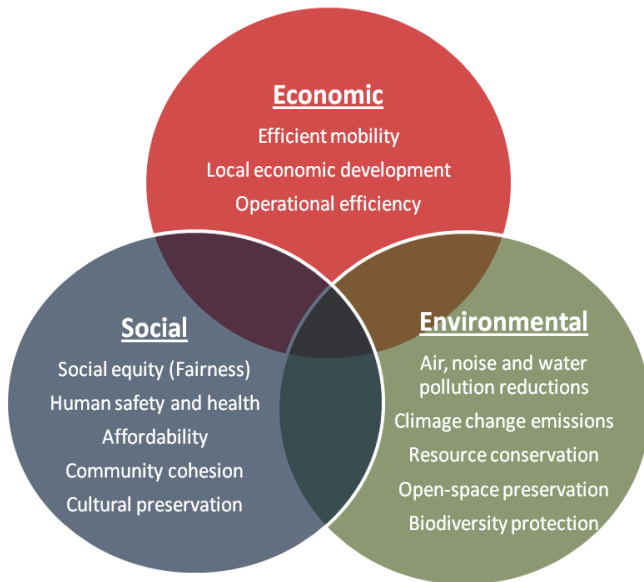 Economic
Efficient mobility
Local economic development
Operational efficiency
Social
Social equity (Fairness)
Human safety and health
Affordability
Community cohesion
Cultural preservation
Environmental
Air, noise and water
pollution reductions
Climage change emissions
Resource conservation
Open-space preservation
Biodiversity protection